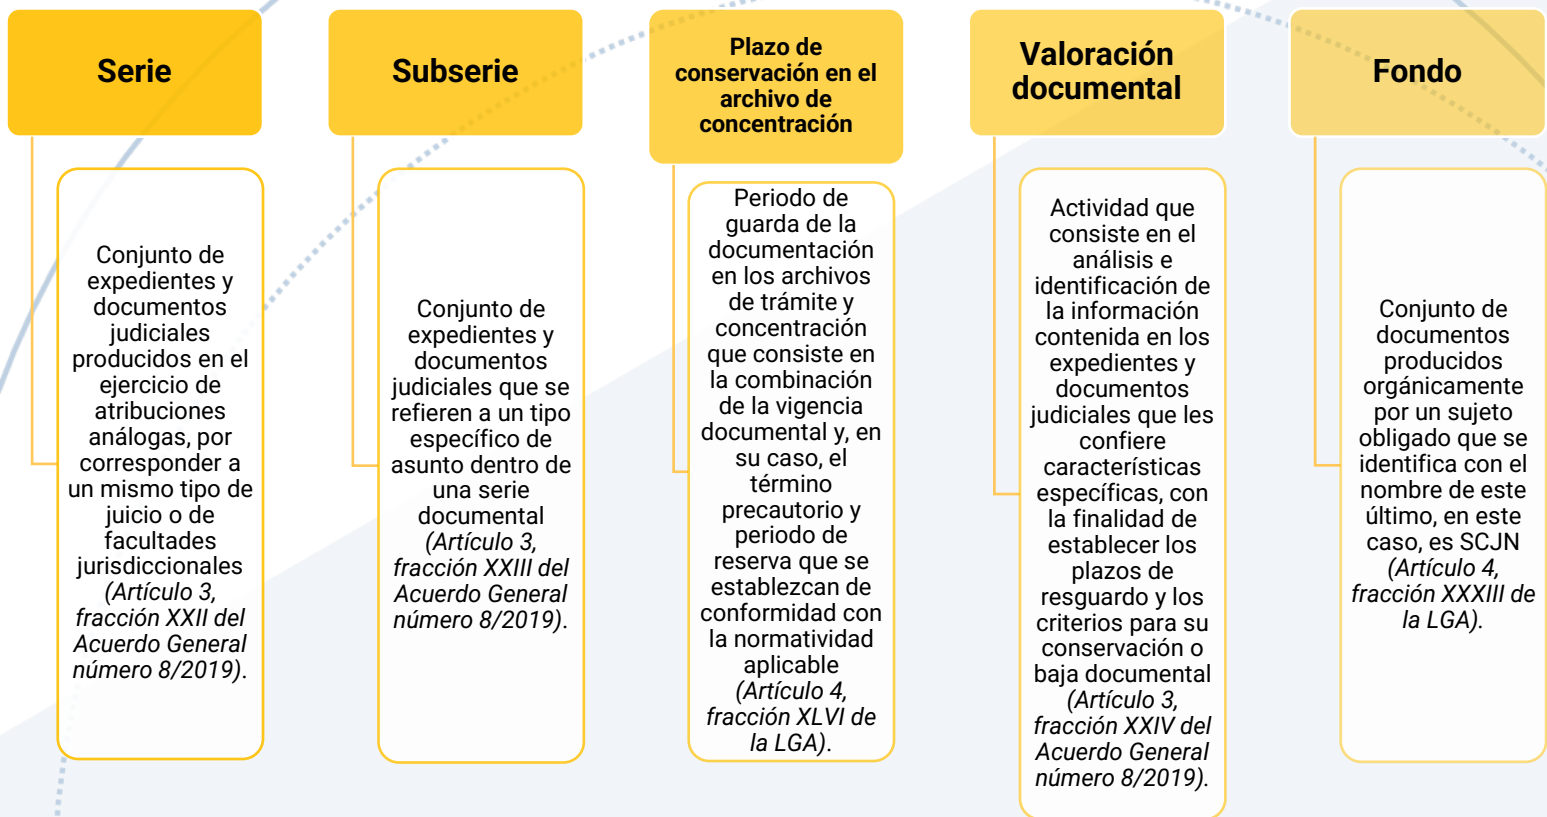 Serie
Conjunto de
expedientes y
documentos
judiciales
producidos en el
ejercicio de
atribuciones
análogas, por
corresponder a
un mismo tipo de
juicio o de
facultades
jurisdiccionales
(Artículo 3,
fracción XXII del
Acuerdo General
número 8/2019).
Subserie
Conjunto de
expedientes y
documentos
judiciales que se
refieren a un tipo
específico de
asunto dentro de
una serie
documental
(Artículo 3,
fracción XXIII del
Acuerdo General
número 8/2019).
Plazo de
conservación en el
archivo de
concentración
Periodo de
guarda de la
documentación
en los archivos
de trámite y
concentración
que consiste en
la combinación
de la vigencia
documental y, en
su caso, el
término
precautorio y
periodo de
reserva que se
establezcan de
conformidad con
la normatividad
aplicable
(Artículo 4,
fracción XLVI de
la LGA).
Valoración
documental
Actividad que
consiste en el
análisis e
identificación de
la información
contenida en los
expedientes y
documentos
judiciales que les
confiere
características
específicas, con
la finalidad de
establecer los
plazos de
resguardo y los
criterios para su
conservación o
baja documental
(Artículo 3,
fracción XXIV del
Acuerdo General
número 8/2019).
Fondo
Conjunto de
documentos
producidos
orgánicamente
por un sujeto
obligado que se
identifica con el
nombre de este
último, en este
caso, es SCJN
(Artículo 4,
fracción XXXIII de
la LGA).